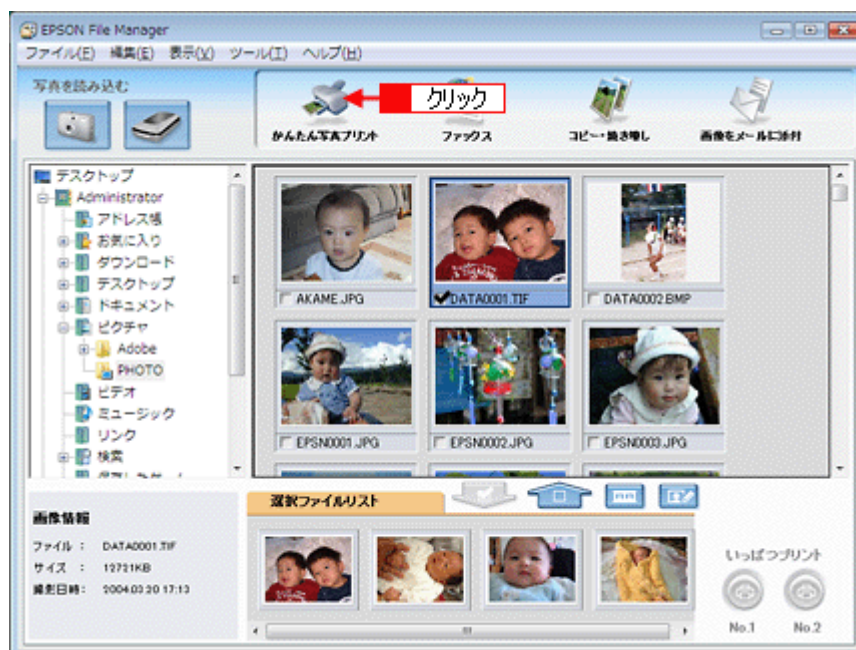 EPSON File Manager
ファイル(F) 編集(E) 表示(V) ツール(T) ヘルプ(H)
写真を読み込む
クリック
かんたん写真プリント ファックス コピー・焼き増し 画像をメールに添付
デスクトップ
Administrator
アドレス帳
お気に入り
ダウンロード
デスクトップ
ドキュメント
ピクチャ
Adobe
PHOTO
ビデオ
ミュージック
リンク
検索
AKAME.JPG DATA0001.TIF DATA0002.BMP
EPSN0001.JPG EPSN0002.JPG EPSN0003.JPG
選択ファイルリスト
画像情報
ファイル : DATA0001.TIF
サイズ : 12721KB
撮影日時: 2004.03.20 17:13
いっぱつプリント
No.1 No.2